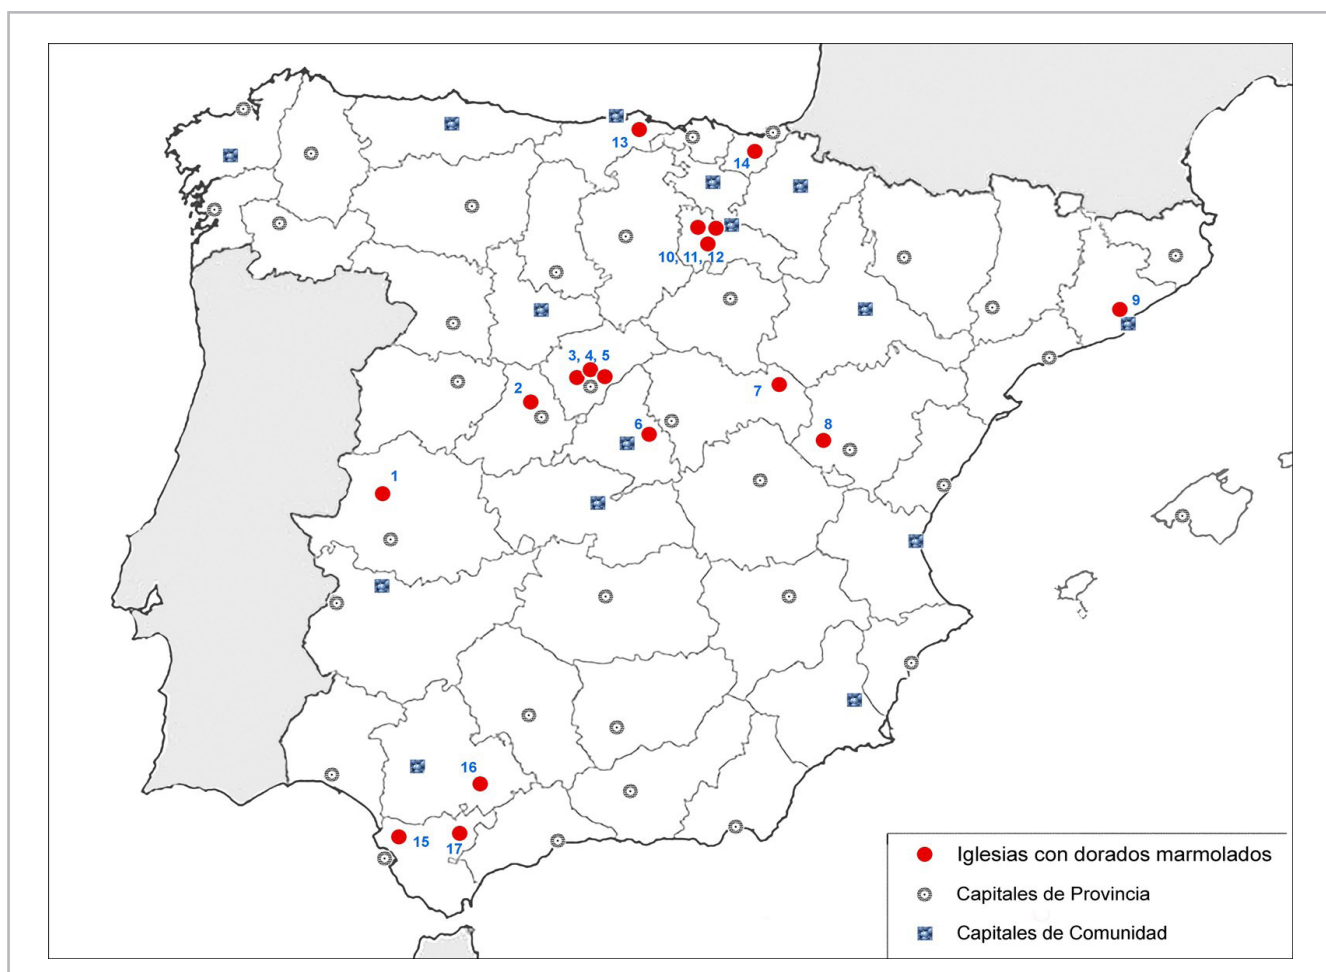 13
14
10, 11, 12
9
3, 4, 5
2
7
6
8
1
16
15
17
Iglesias con dorados marmolados
Capitales de Provincia
Capitales de Comunidad